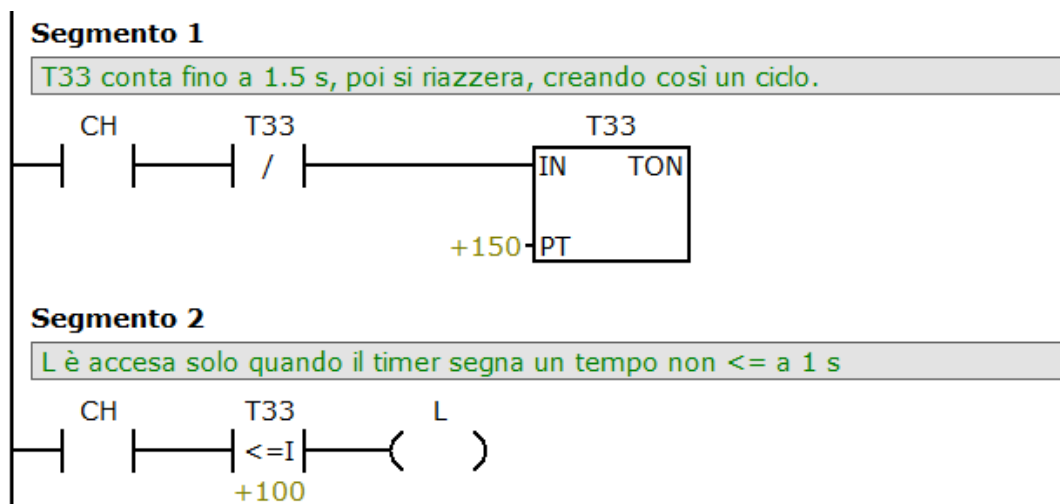 Segmento 1
T33 conta fino a 1.5 s, poi si riazzera, creando così un ciclo.
CH T33 T33
/ IN TON
+150 PT
Segmento 2
L è accesa solo quando il timer segna un tempo non <= a 1 s
CH T33 L
<=I
+100